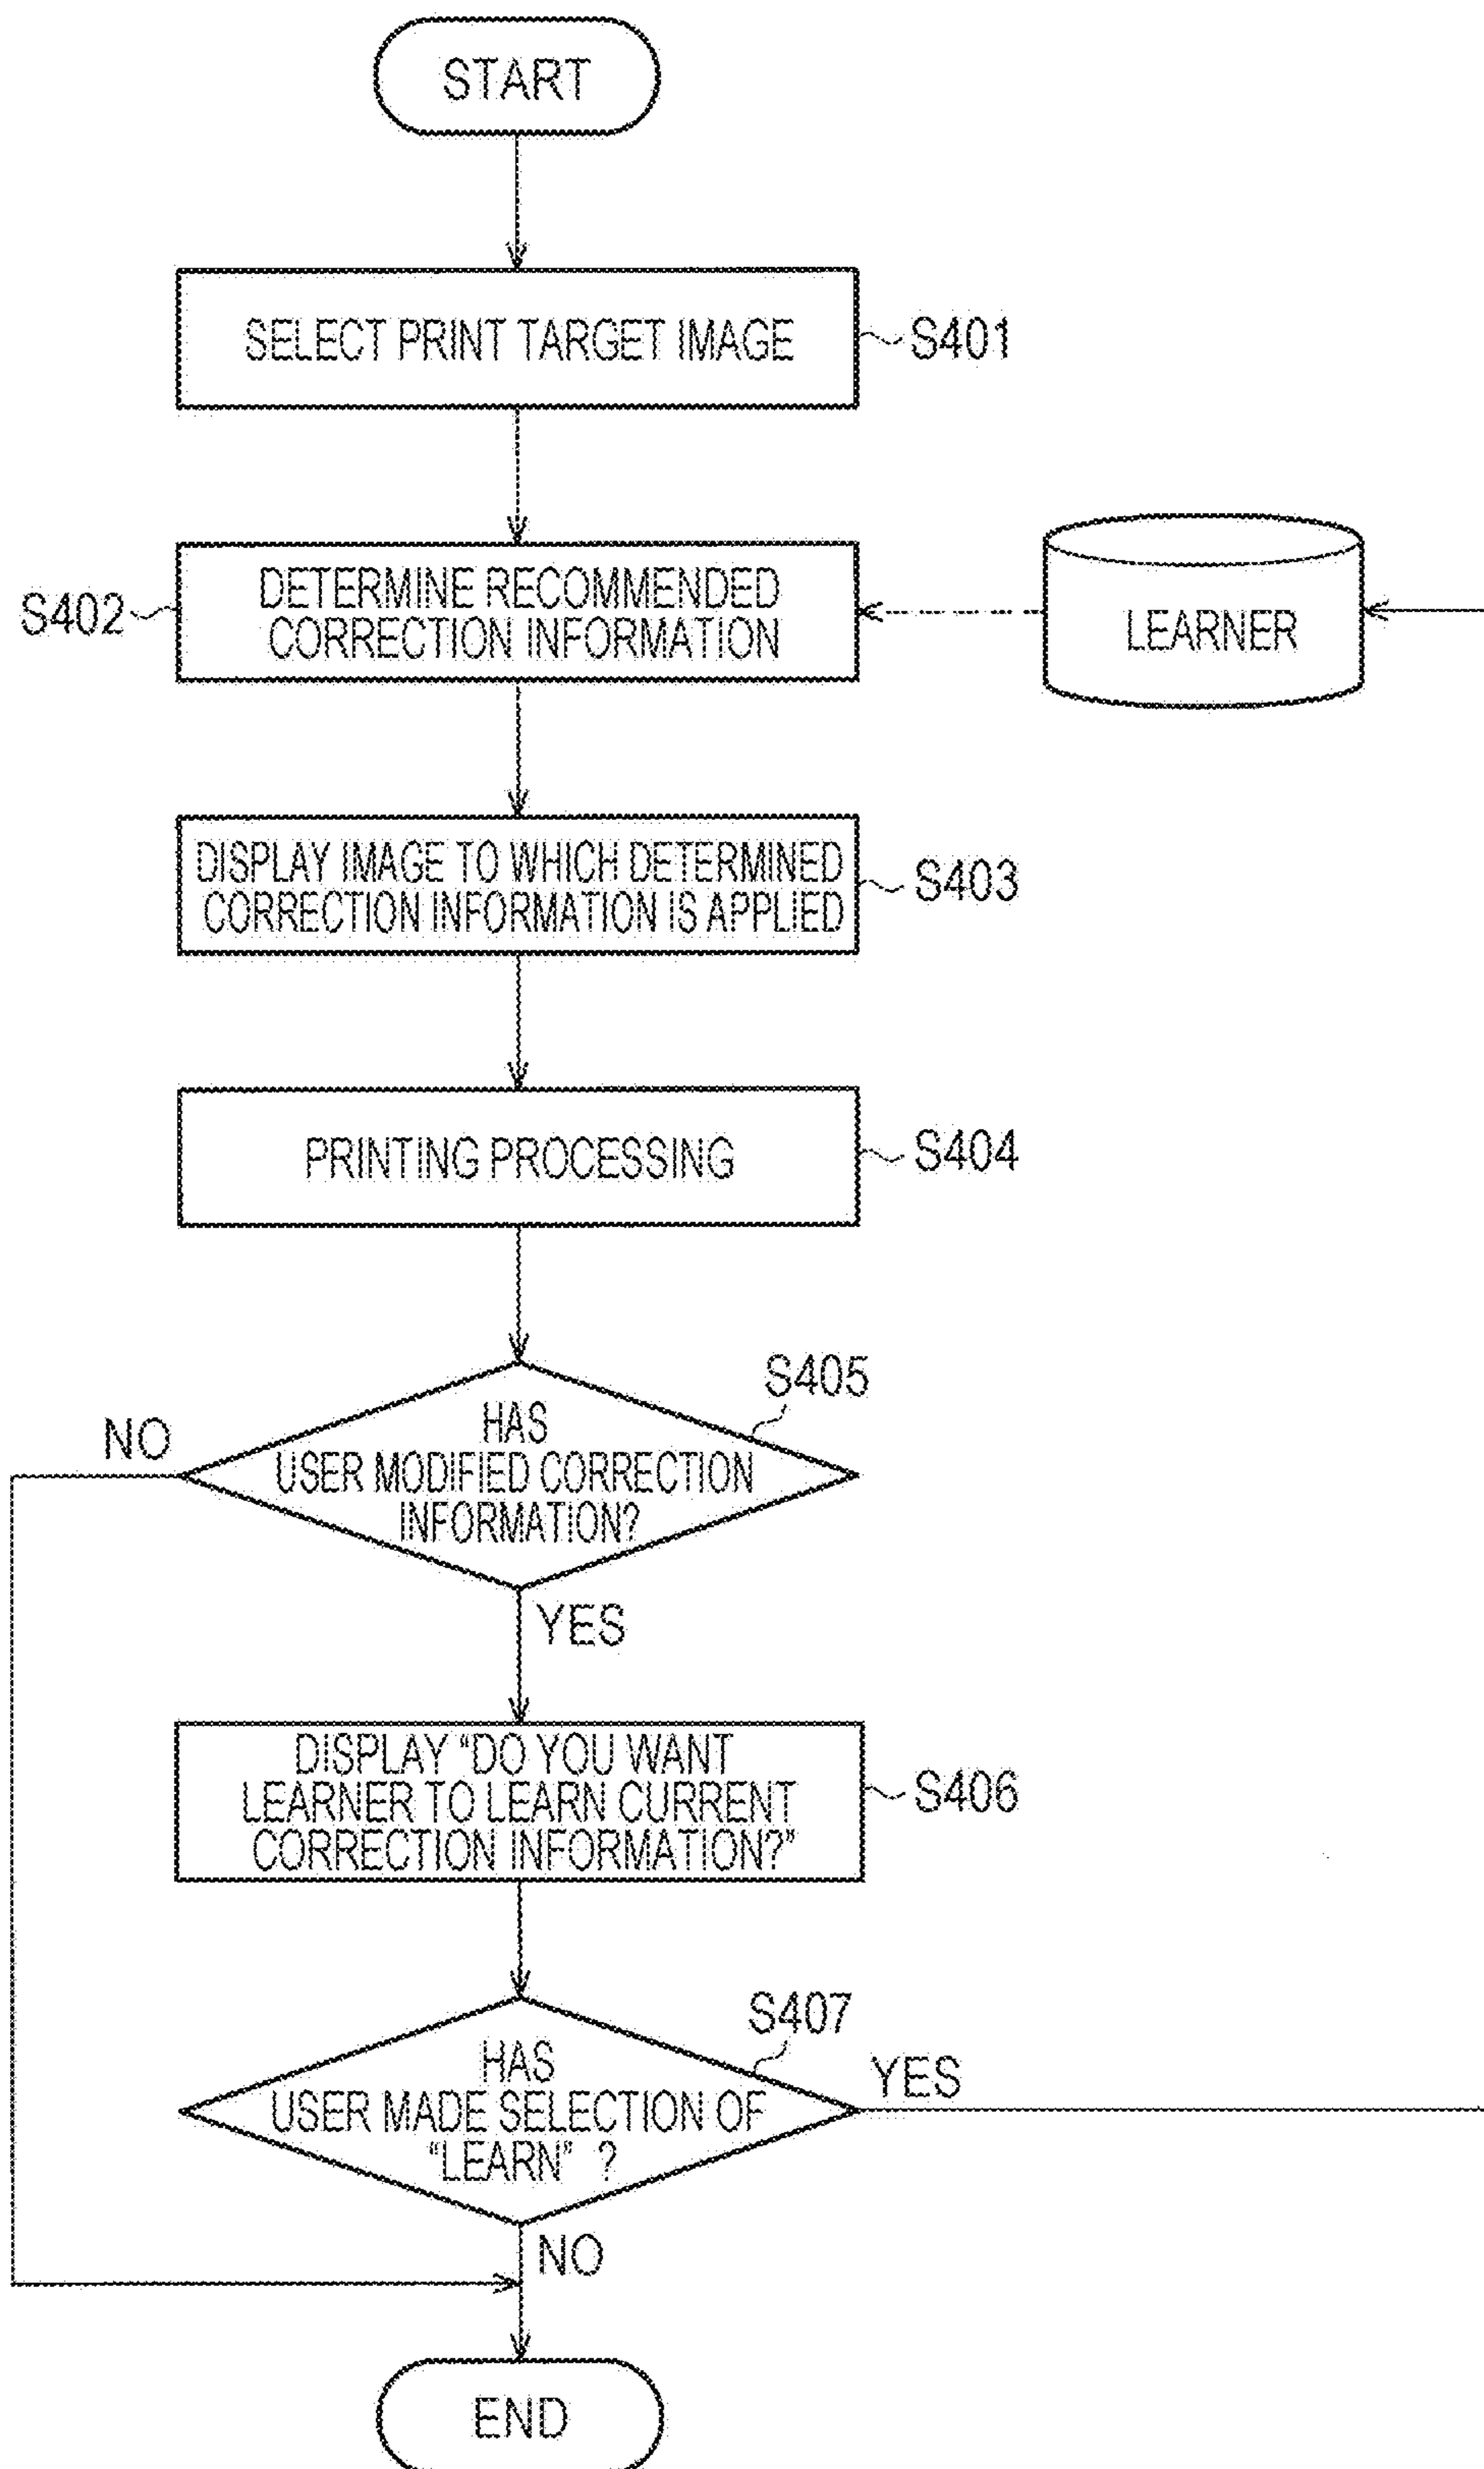 START
SELECT PRINT TARGET IMAGE
S401
S402
DETERMINE RECOMMENDED
CORRECTION INFORMATION
LEARNER
DISPLAY IMAGE TO WHICH DETERMINED
CORRECTION INFORMATION IS APPLIED
S403
PRINTING PROCESSING
S404
S405
NO
HAS
USER MODIFIED CORRECTION
INFORMATION?
YES
DISPLAY “DO YOU WANT
LEARNER TO LEARN CURRENT
CORRECTION INFORMATION?”
S406
S407
HAS
USER MADE SELECTION OF
“LEARN” ?
YES
NO
END